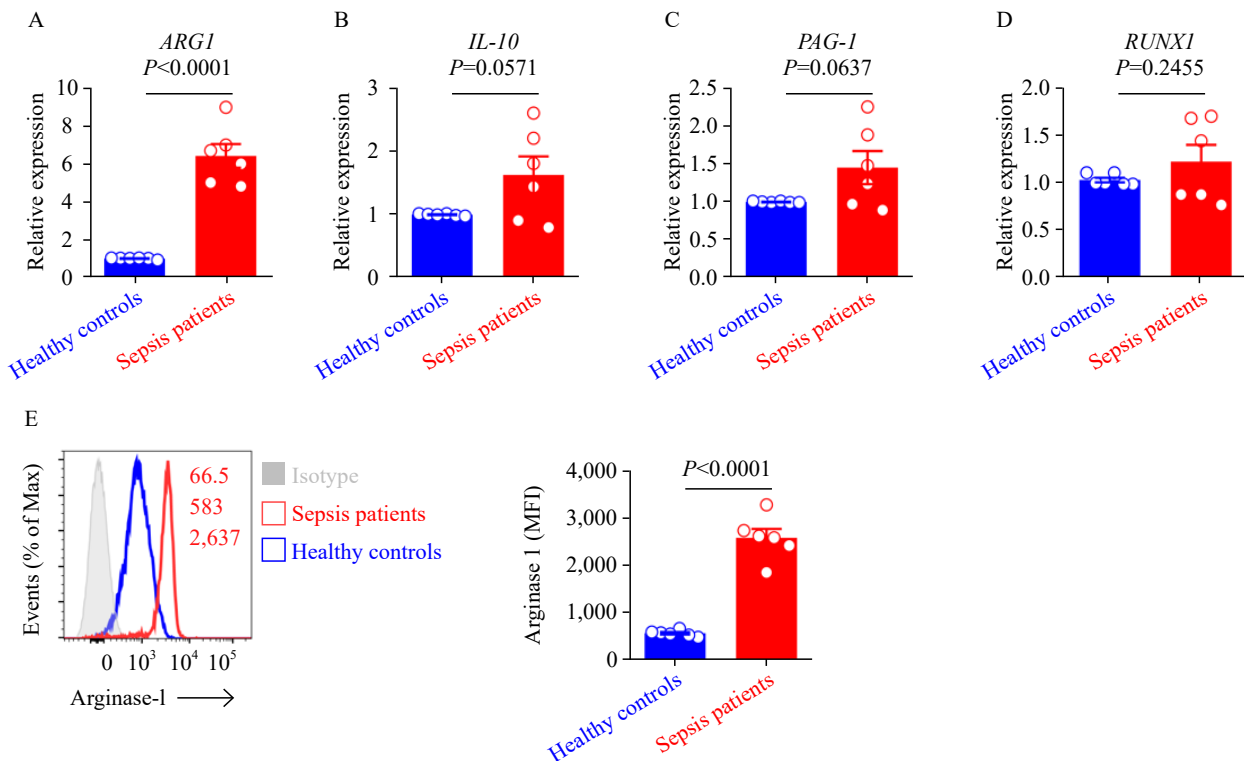 A
ARG1
P<0.0001
Relative expression
10
8
6
4
2
0
Healthy controls
Sepsis patients
B
IL-10
P=0.0571
Relative expression
3
2
1
0
Healthy controls
Sepsis patients
C
PAG-1
P=0.0637
Relative expression
2.5
2.0
1.5
1.0
0.5
0.0
Healthy controls
Sepsis patients
D
RUNX1
P=0.2455
Relative expression
2.0
1.5
1.0
0.5
0.0
Healthy controls
Sepsis patients
E
Events (% of Max)
66.5
583
2,637
Isotype
Sepsis patients
Healthy controls
0 10³ 10⁴ 10⁵
Arginase-l
P<0.0001
Arginase 1 (MFI)
4,000
3,000
2,000
1,000
0
Healthy controls
Sepsis patients